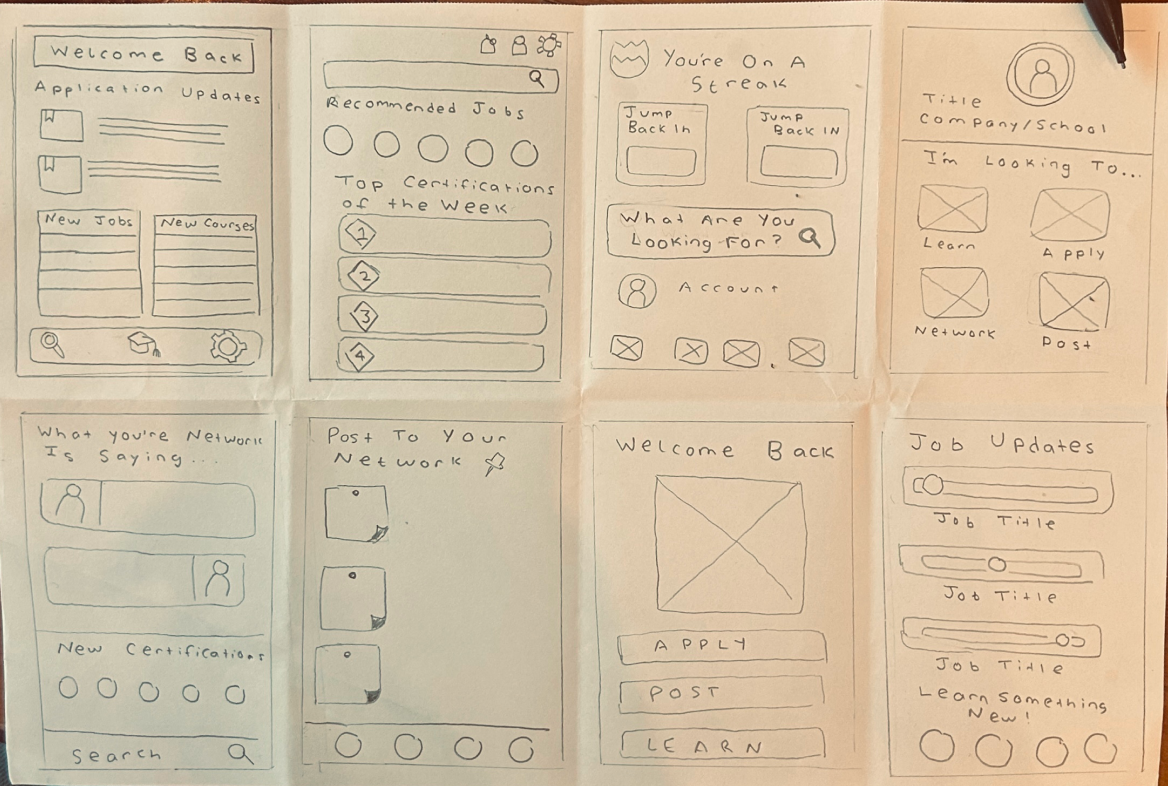 Welcome Back
Application Updates
New Jobs
New Courses
Recommended Jobs
Top Certifications
of the Week
1
2
3
4
You're On A
Streak
Jump
Back In
Jump
Back IN
What Are You
Looking For?
Account
Title
Company/School
I'm Looking To...
Learn
Apply
Network
Post
What you're Network
Is Saying...
New Certifications
Search
Post To Your
Network
Welcome Back
APPLY
POST
LEARN
Job Updates
Job Title
Job Title
Job Title
Learn Something
New!